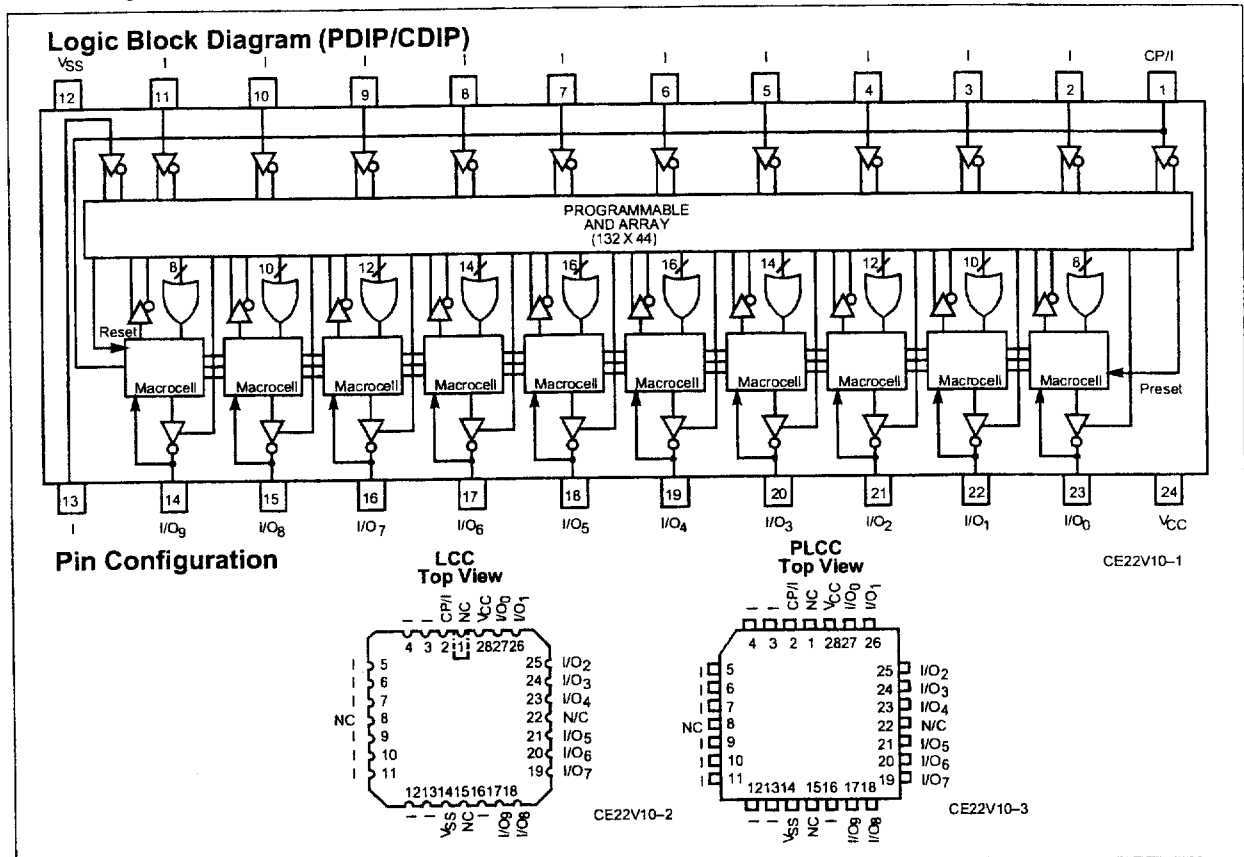 Logic Block Diagram (PDIP/CDIP)
VSS I I I I I I I I I I CP/I
12 11 10 9 8 7 6 5 4 3 2 1
PROGRAMMABLE
AND ARRAY
(132 X 44)
8 10 12 14 16 16 14 12 10 8
Reset
Macrocell Macrocell Macrocell Macrocell Macrocell Macrocell Macrocell Macrocell Macrocell Macrocell
Preset
13 14 15 16 17 18 19 20 21 22 23 24
I I/O9 I/O8 I/O7 I/O6 I/O5 I/O4 I/O3 I/O2 I/O1 I/O0 VCC
CE22V10–1
Pin Configuration
LCC
Top View
I I CP/I NC VCC I/O0 I/O1
4 3 2 1 28 27 26
I 5 25 I/O2
I 6 24 I/O3
I 7 23 I/O4
NC 8 22 N/C
I 9 21 I/O5
I 10 20 I/O6
I 11 19 I/O7
12 13 14 15 16 17 18
I I VSS NC I I/O9 I/O8
CE22V10–2
PLCC
Top View
I I CP/I NC VCC I/O0 I/O1
4 3 2 1 28 27 26
I 5 25 I/O2
I 6 24 I/O3
I 7 23 I/O4
NC 8 22 N/C
I 9 21 I/O5
I 10 20 I/O6
I 11 19 I/O7
12 13 14 15 16 17 18
I I VSS NC I I/O9 I/O8
CE22V10–3